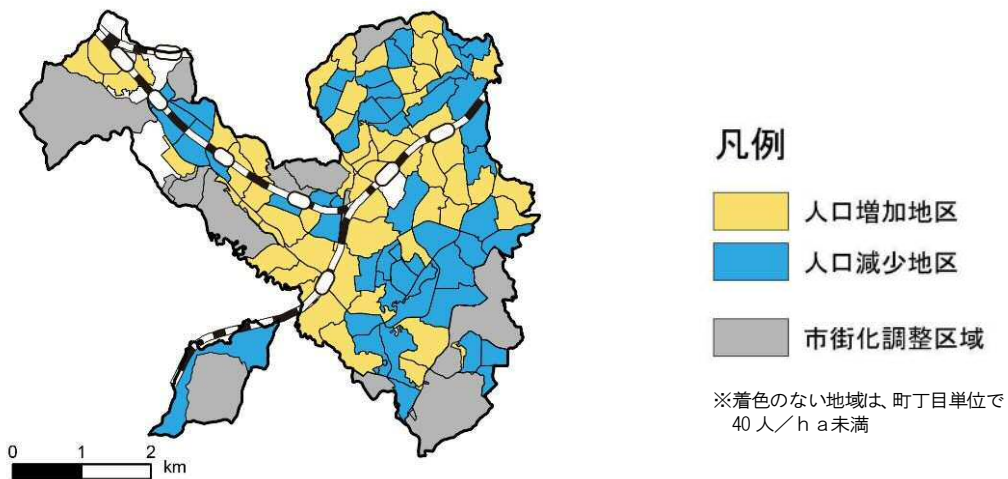 凡例
人口増加地区
人口減少地区
市街化調整区域
※着色のない地域は、町丁目単位で
40人/ha未満
0 1 2
km